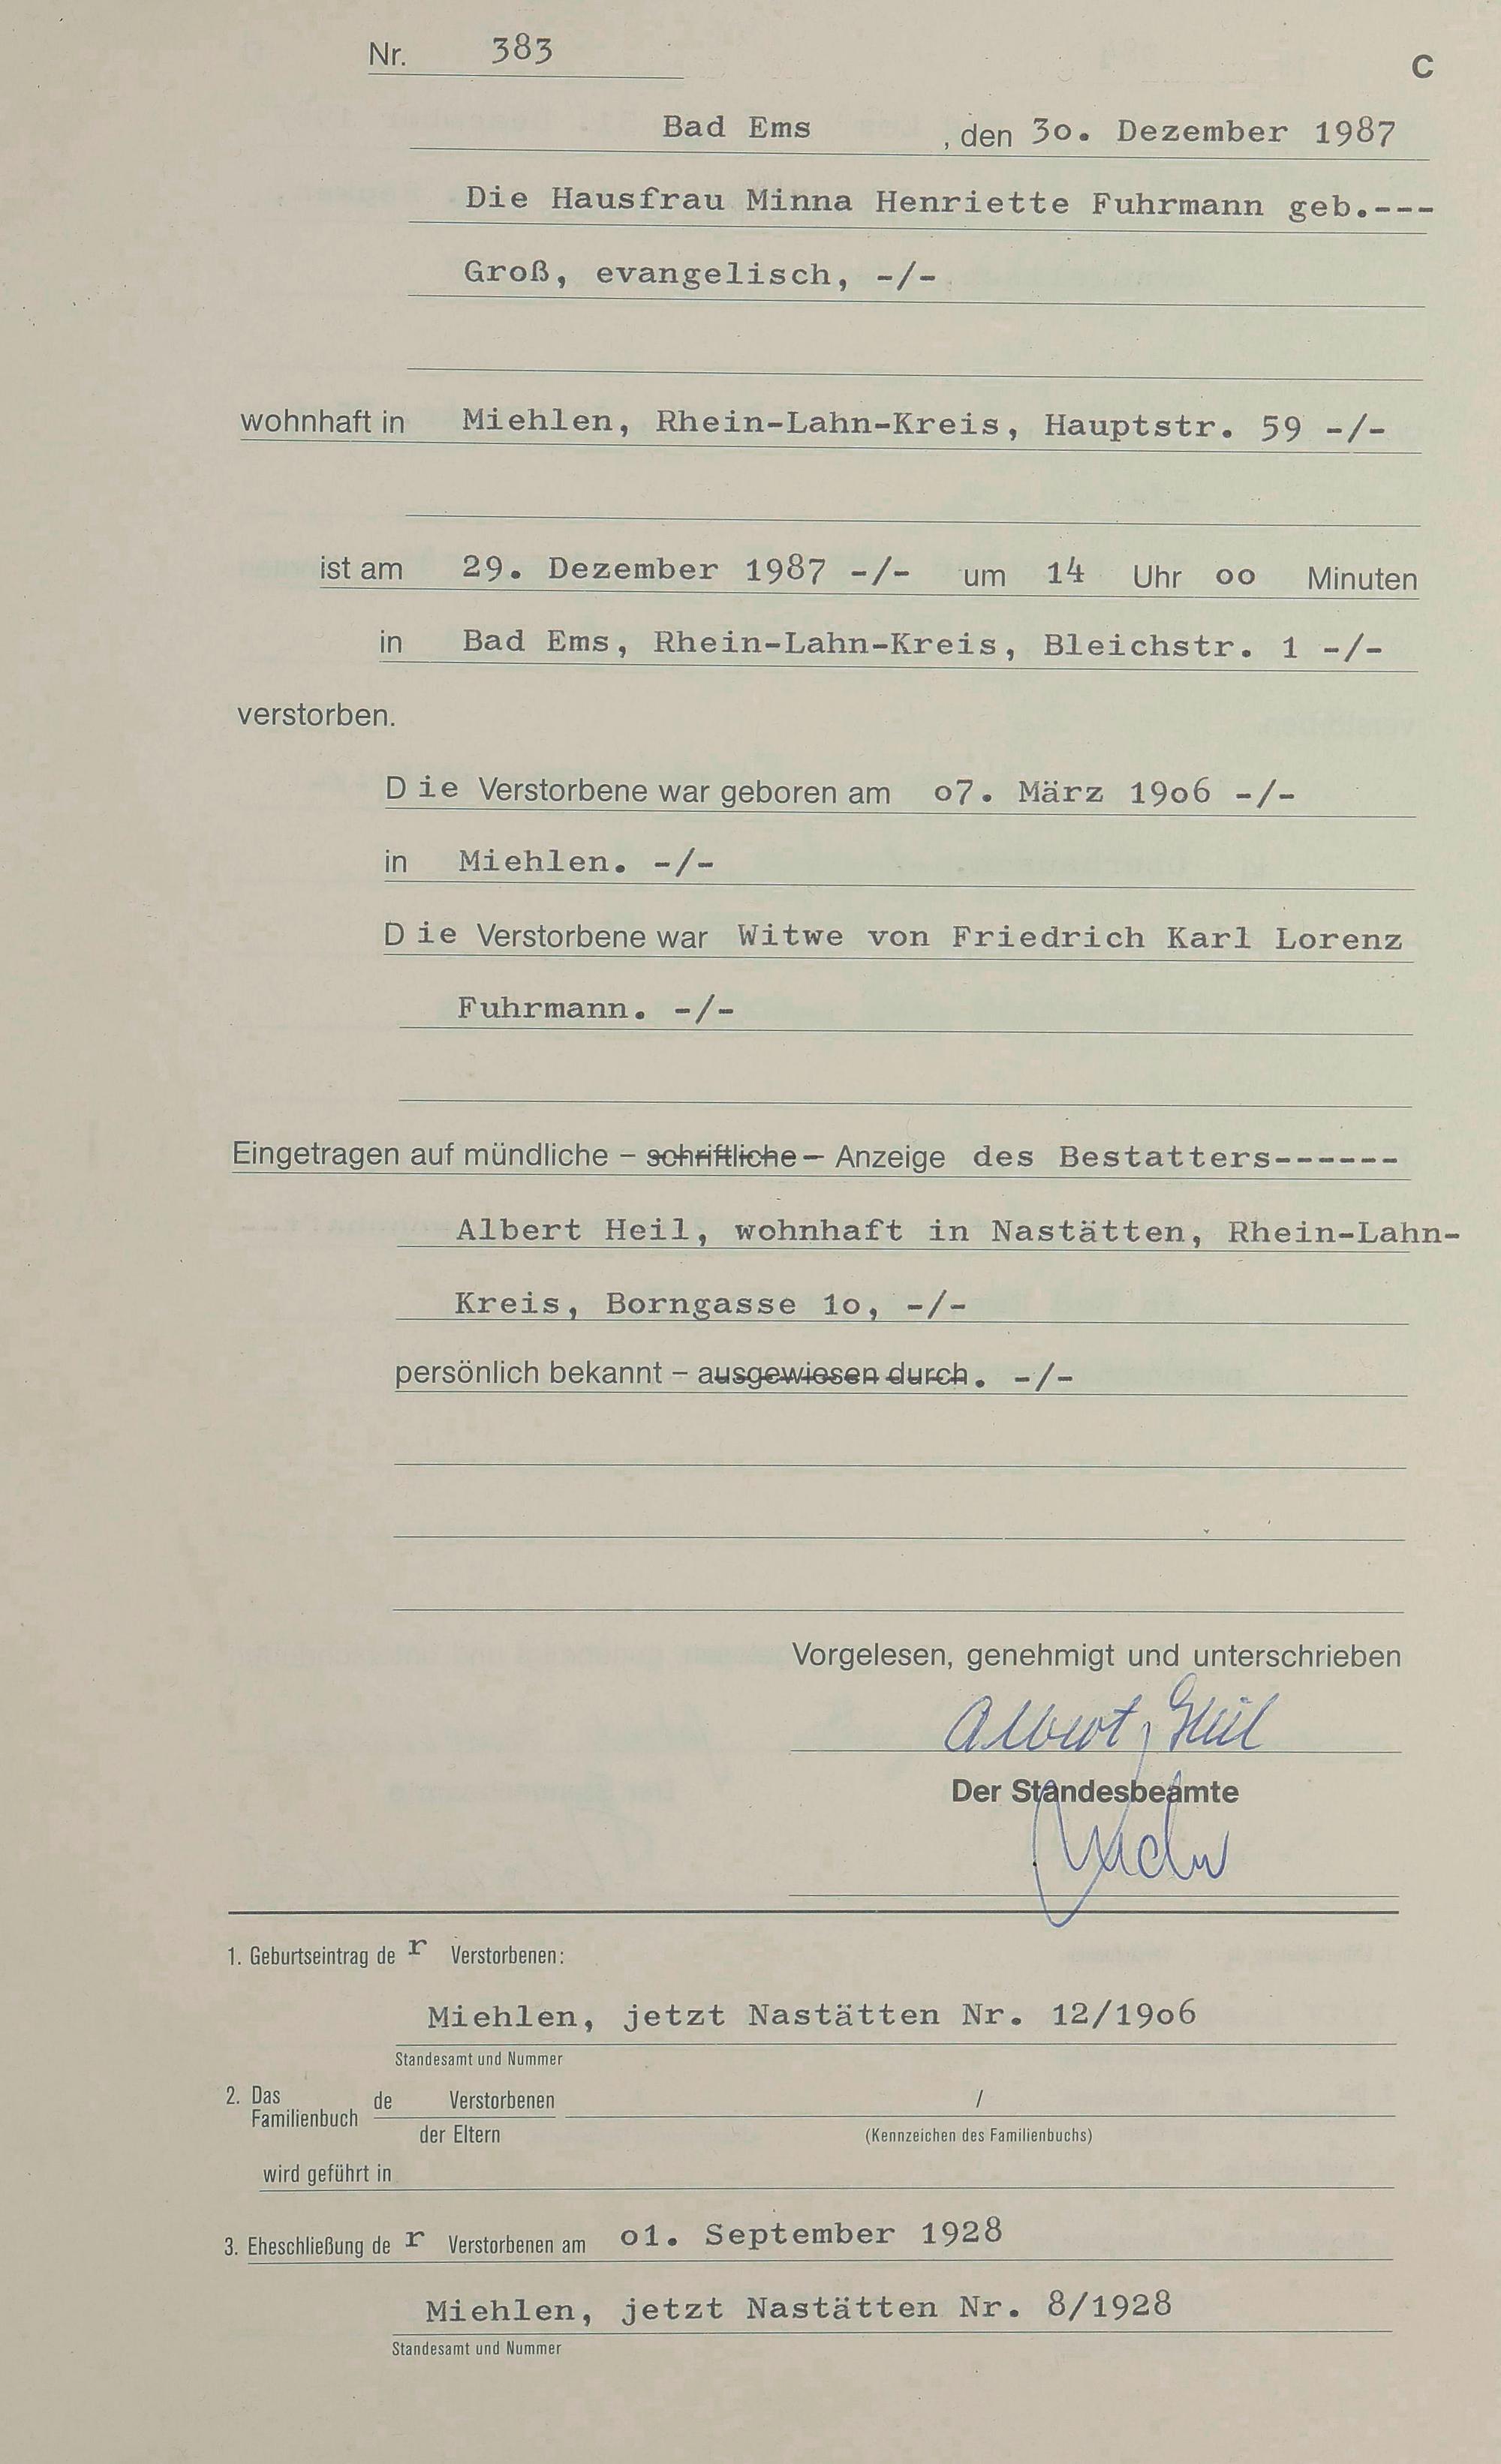 Nr. 383
C
Bad Ems , den 3o. Dezember 1987
Die Hausfrau Minna Henriette Fuhrmann geb.---
Groß, evangelisch, -/-
wohnhaft in Miehlen, Rhein-Lahn-Kreis, Hauptstr. 59 -/-
ist am 29. Dezember 1987 -/- um 14 Uhr oo Minuten
in Bad Ems, Rhein-Lahn-Kreis, Bleichstr. 1 -/-
verstorben.
Die Verstorbene war geboren am o7. März 19o6 -/-
in Miehlen. -/-
Die Verstorbene war Witwe von Friedrich Karl Lorenz
Fuhrmann. -/-
Eingetragen auf mündliche – schriftliche – Anzeige des Bestatters------
Albert Heil, wohnhaft in Nastätten, Rhein-Lahn-
Kreis, Borngasse 1o, -/-
persönlich bekannt – ausgewiesen durch. -/-
Vorgelesen, genehmigt und unterschrieben
Albert Heil
Der Standesbeamte
1. Geburtseintrag de r Verstorbenen:
Miehlen, jetzt Nastätten Nr. 12/19o6
Standesamt und Nummer
2. Das Familienbuch de Verstorbenen /
der Eltern (Kennzeichen des Familienbuchs)
wird geführt in
3. Eheschließung de r Verstorbenen am o1. September 1928
Miehlen, jetzt Nastätten Nr. 8/1928
Standesamt und Nummer